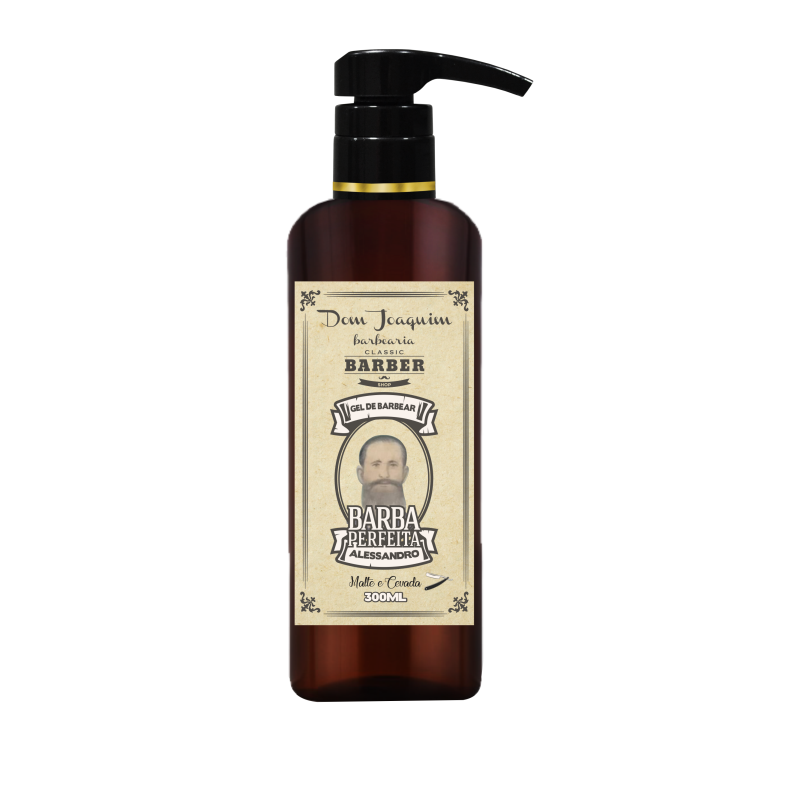 Dom Joaquim
barbearia
CLASSIC
BARBER
SHOP
GEL DE BARBEAR
BARBA
PERFEITA
ALESSANDRO
Malte e Cevada
300ML